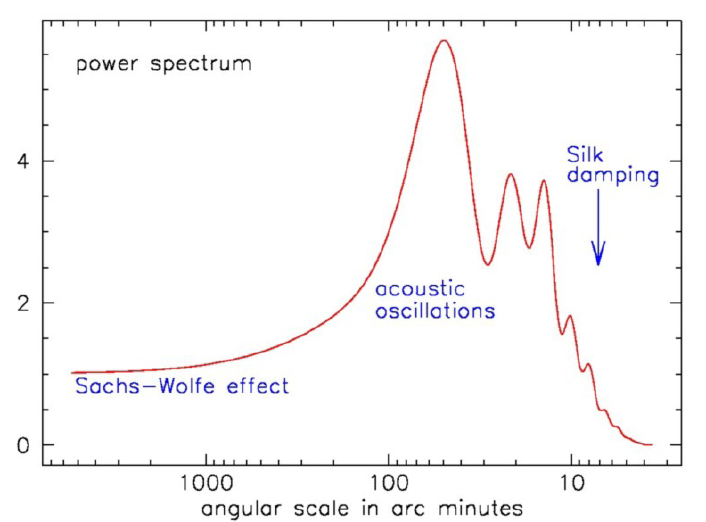 power spectrum
4
Silk
damping
2
acoustic
oscillations
Sachs-Wolfe effect
0
1000 100 10
angular scale in arc minutes